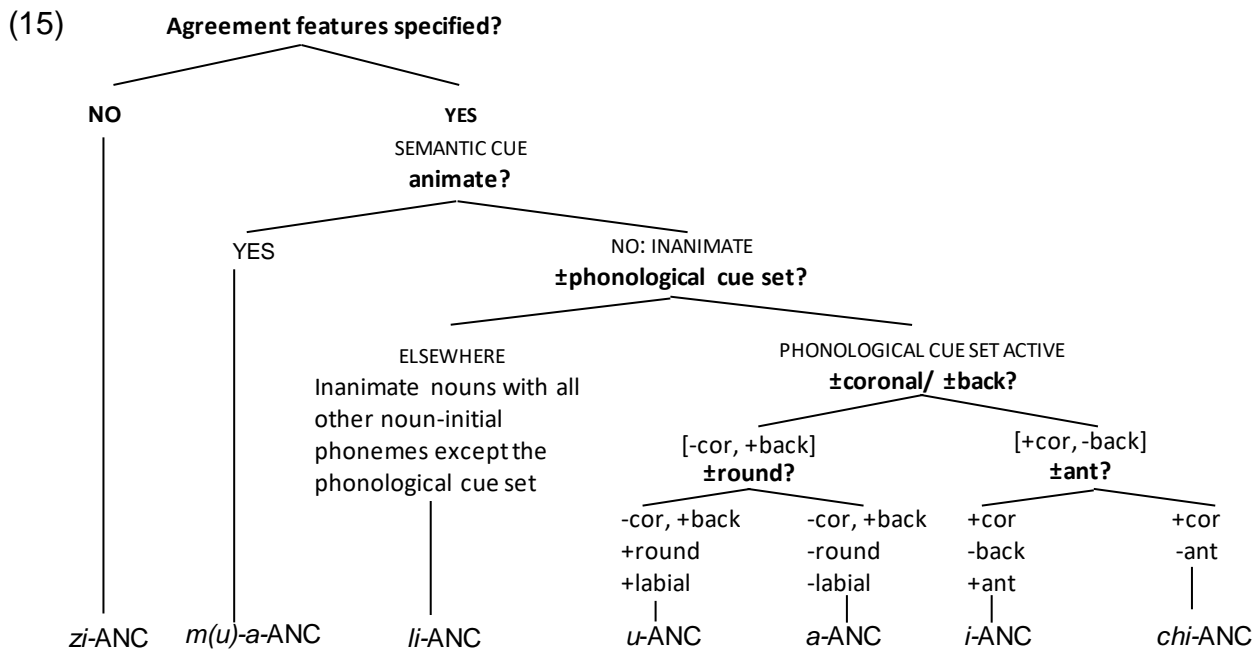 (15) Agreement features specified?
NO YES
SEMANTIC CUE
animate?
YES NO: INANIMATE
±phonological cue set?
ELSEWHERE
Inanimate nouns with all
other noun-initial
phonemes except the
phonological cue set
PHONOLOGICAL CUE SET ACTIVE
±coronal/ ±back?
[-cor, +back] [+cor, -back]
±round? ±ant?
-cor, +back -cor, +back +cor +cor
+round -round -back -ant
+labial -labial +ant
zi-ANC m(u)-a-ANC li-ANC u-ANC a-ANC i-ANC chi-ANC